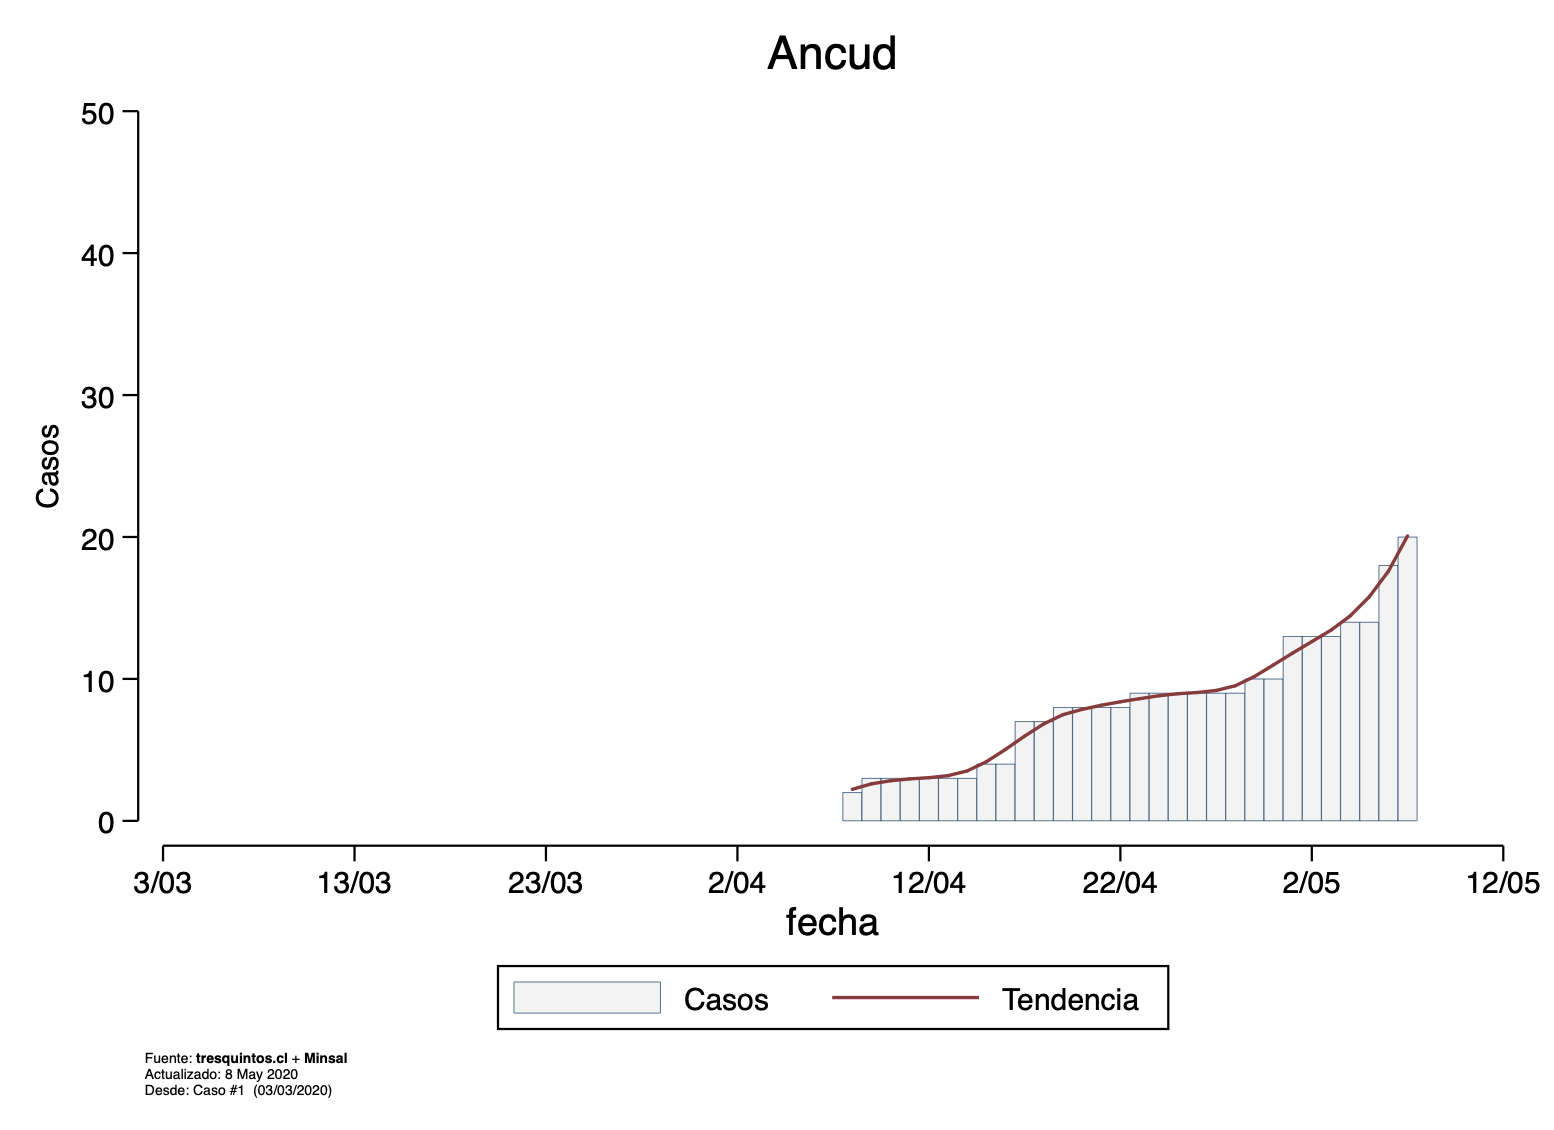 Ancud
50
40
30
20
10
0
Casos
3/03 13/03 23/03 2/04 12/04 22/04 2/05 12/05
fecha
Casos Tendencia
Fuente: tresquintos.cl + Minsal
Actualizado: 8 May 2020
Desde: Caso #1 (03/03/2020)